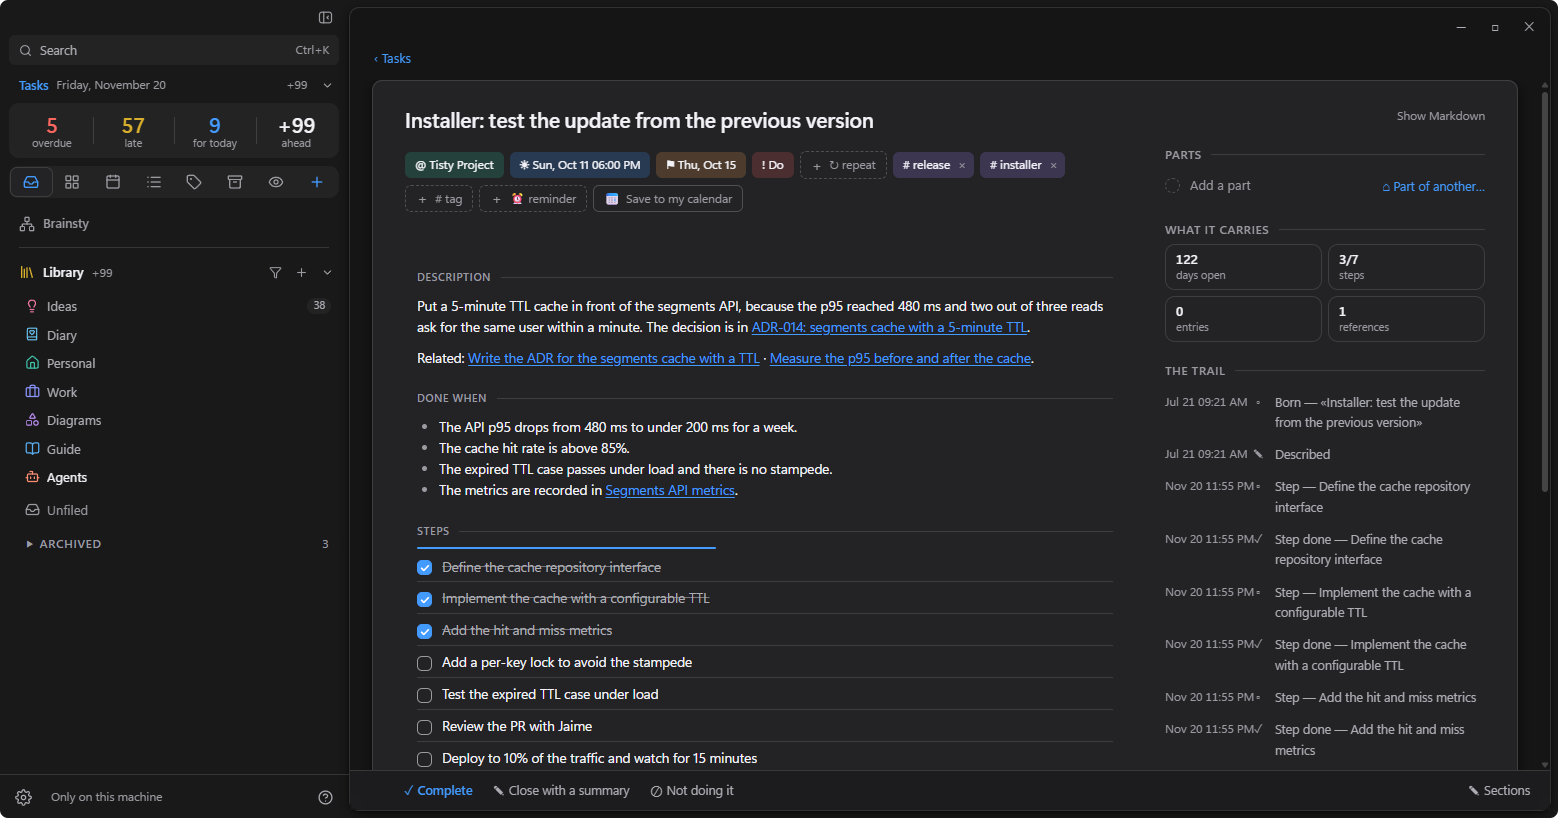 Search Ctrl+K
Tasks Friday, November 20 +99
5 57 9 +99
overdue late for today ahead
Brainsty
Library +99
Ideas 38
Diary
Personal
Work
Diagrams
Guide
Agents
Unfiled
ARCHIVED 3
Only on this machine
‹ Tasks
Installer: test the update from the previous version
Show Markdown
@ Tisty Project Sun, Oct 11 06:00 PM Thu, Oct 15 ! Do + ↻ repeat # release × # installer ×
+ # tag + reminder Save to my calendar
DESCRIPTION
Put a 5-minute TTL cache in front of the segments API, because the p95 reached 480 ms and two out of three reads
ask for the same user within a minute. The decision is in ADR-014: segments cache with a 5-minute TTL.
Related: Write the ADR for the segments cache with a TTL · Measure the p95 before and after the cache.
DONE WHEN
• The API p95 drops from 480 ms to under 200 ms for a week.
• The cache hit rate is above 85%.
• The expired TTL case passes under load and there is no stampede.
• The metrics are recorded in Segments API metrics.
STEPS
Define the cache repository interface
Implement the cache with a configurable TTL
Add the hit and miss metrics
Add a per-key lock to avoid the stampede
Test the expired TTL case under load
Review the PR with Jaime
Deploy to 10% of the traffic and watch for 15 minutes
PARTS
Add a part Part of another...
WHAT IT CARRIES
122 3/7
days open steps
0 1
entries references
THE TRAIL
Jul 21 09:21 AM Born — «Installer: test the update
from the previous version»
Jul 21 09:21 AM Described
Nov 20 11:55 PM Step — Define the cache repository
interface
Nov 20 11:55 PM ✓ Step done — Define the cache
repository interface
Nov 20 11:55 PM Step — Implement the cache with a
configurable TTL
Nov 20 11:55 PM ✓ Step done — Implement the cache
with a configurable TTL
Nov 20 11:55 PM Step — Add the hit and miss metrics
Nov 20 11:55 PM ✓ Step done — Add the hit and miss
metrics
✓ Complete Close with a summary Not doing it Sections